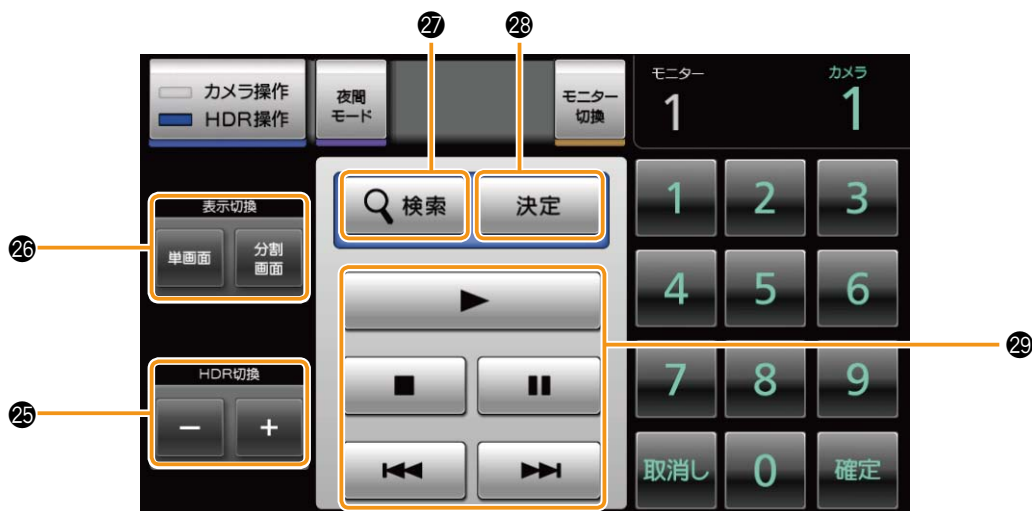 ㉗ ㉘
カメラ操作
HDR操作
夜間
モード
モニター
切換
モニター
1
カメラ
1
検索
決定
1 2 3
㉖
表示切換
単画面
分割
画面
4 5 6
㉙
㉕
HDR切換
− +
7 8 9
取消し 0 確定